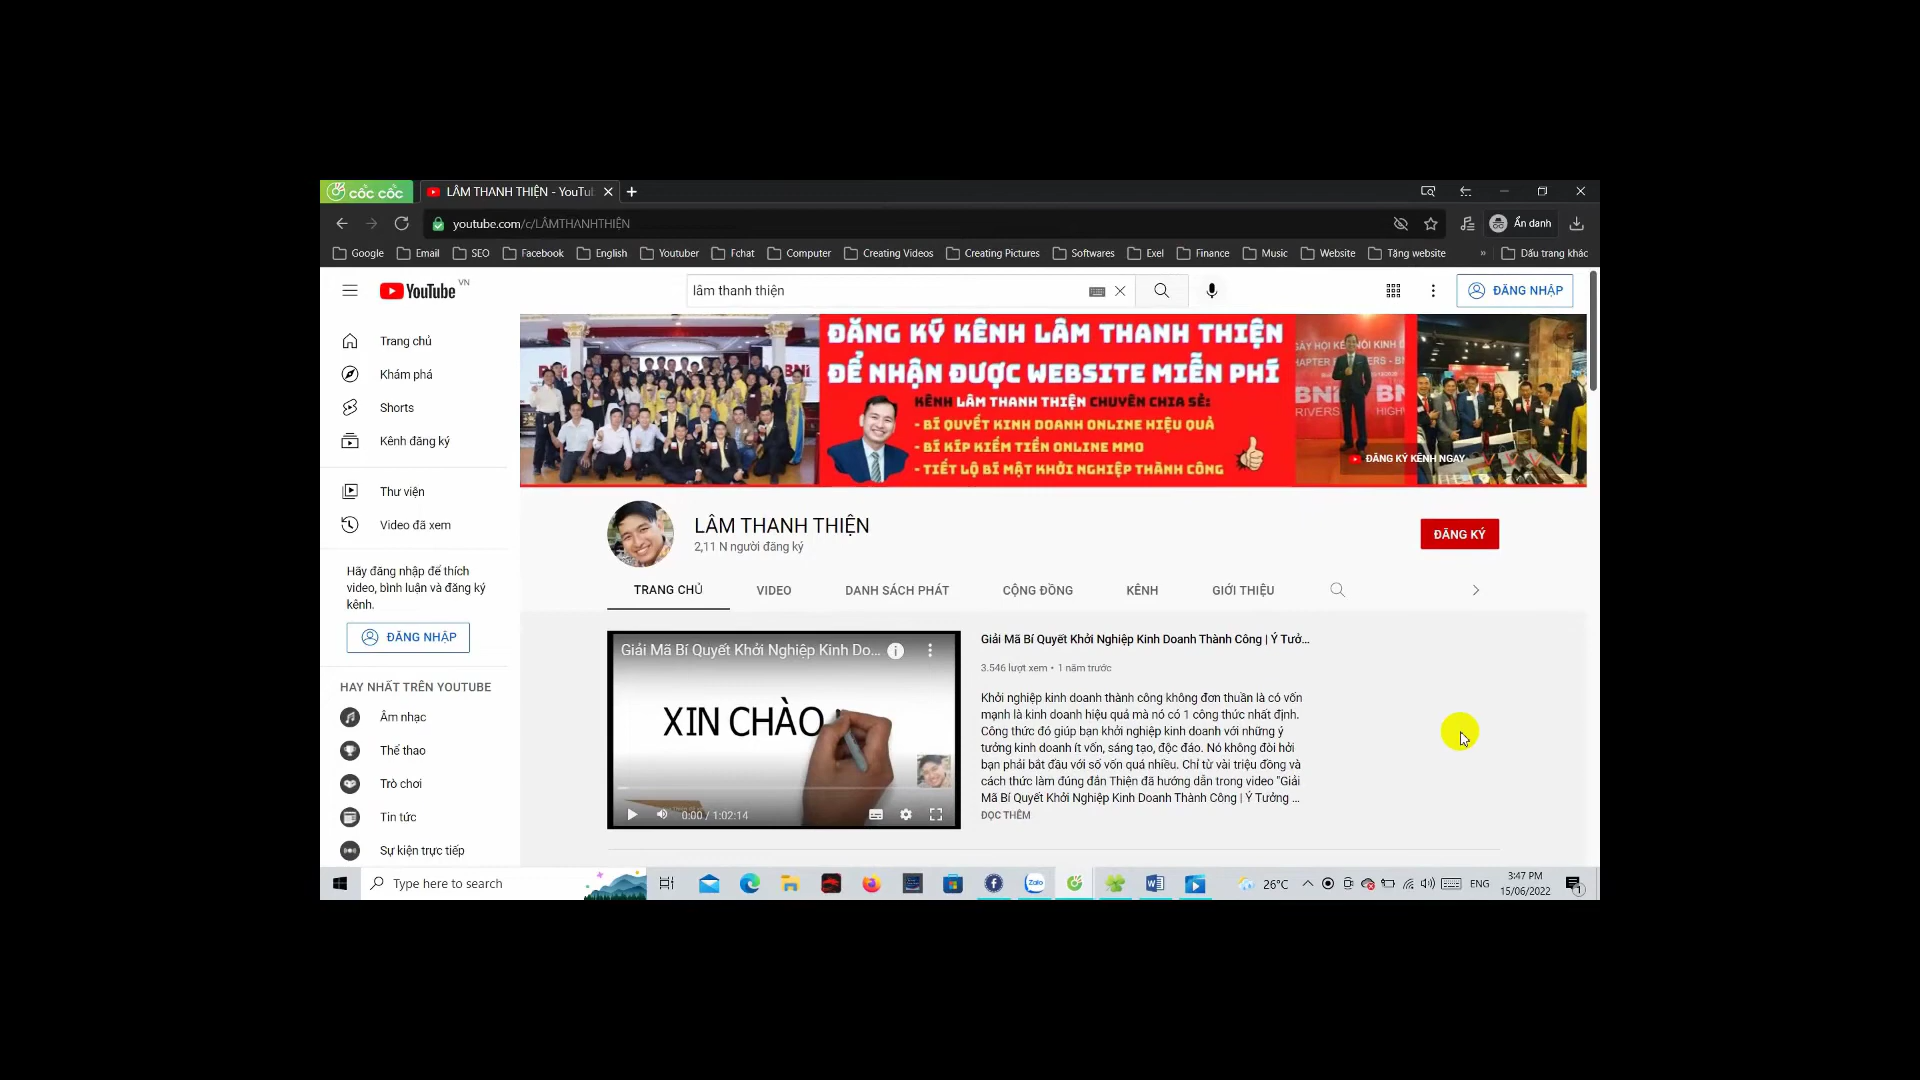 cốc cốc
LÂM THANH THIỆN - YouTu
youtube.com/c/LÂMTHANHTHIỆN
Ẩn danh
Google
Email
SEO
Facebook
English
Youtuber
Fchat
Computer
Creating Videos
Creating Pictures
Softwares
Exel
Finance
Music
Website
Tặng website
»
Dấu trang khác
YouTube VN
lâm thanh thiện
ĐĂNG NHẬP
Trang chủ
Khám phá
Shorts
Kênh đăng ký
Thư viện
Video đã xem
Hãy đăng nhập để thích
video, bình luận và đăng ký
kênh.
ĐĂNG NHẬP
HAY NHẤT TRÊN YOUTUBE
Âm nhạc
Thể thao
Trò chơi
Tin tức
Sự kiện trực tiếp
BNI
ĐĂNG KÝ KÊNH LÂM THANH THIỆN
ĐỂ NHẬN ĐƯỢC WEBSITE MIỄN PHÍ
KÊNH LÂM THANH THIỆN CHUYÊN CHIA SẺ:
- BÍ QUYẾT KINH DOANH ONLINE HIỆU QUẢ
- BÍ KÍP KIẾM TIỀN ONLINE MMO
- TIẾT LỘ BÍ MẬT KHỞI NGHIỆP THÀNH CÔNG
BNI
RIVERS
ĐĂNG KÝ KÊNH NGAY
LÂM THANH THIỆN
2,11 N người đăng ký
ĐĂNG KÝ
TRANG CHỦ
VIDEO
DANH SÁCH PHÁT
CỘNG ĐỒNG
KÊNH
GIỚI THIỆU
Giải Mã Bí Quyết Khởi Nghiệp Kinh Do...
XIN CHÀO
0:00 / 1:02:14
Giải Mã Bí Quyết Khởi Nghiệp Kinh Doanh Thành Công | Ý Tưở...
3.546 lượt xem • 1 năm trước
Khởi nghiệp kinh doanh thành công không đơn thuần là có vốn
mạnh là kinh doanh hiệu quả mà nó có 1 công thức nhất định.
Công thức đó giúp bạn khởi nghiệp kinh doanh với những ý
tưởng kinh doanh ít vốn, sáng tạo, độc đáo. Nó không đòi hỏi
bạn phải bắt đầu với số vốn quá nhiều. Chỉ từ vài triệu đồng và
cách thức làm đúng đắn Thiện đã hướng dẫn trong video "Giải
Mã Bí Quyết Khởi Nghiệp Kinh Doanh Thành Công | Ý Tưởng ...
ĐỌC THÊM
Type here to search
Zalo
26°C
ENG
3:47 PM
15/06/2022
1